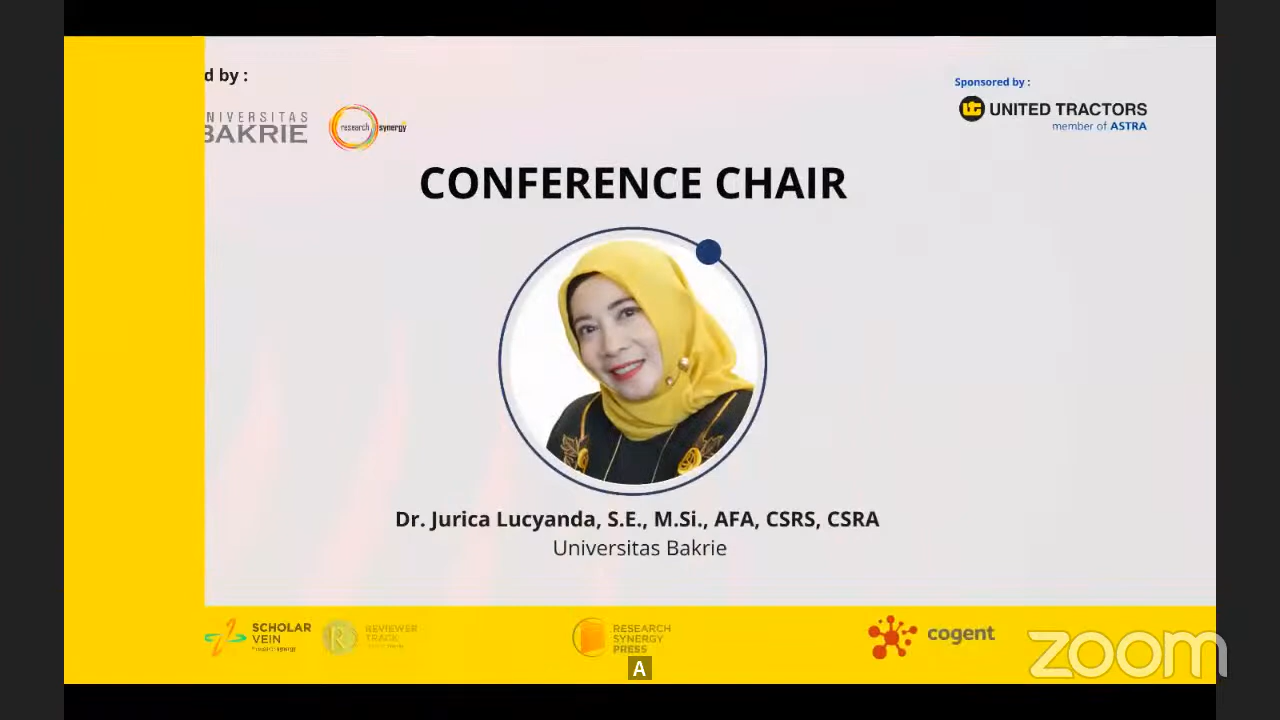 d by :
Sponsored by :
NIVERSITAS
BAKRIE
research synergy
UNITED TRACTORS
member of ASTRA
CONFERENCE CHAIR
Dr. Jurica Lucyanda, S.E., M.Si., AFA, CSRS, CSRA
Universitas Bakrie
SCHOLAR
VEIN
REVIEWER
TRACK
RESEARCH
SYNERGY
PRESS
cogent
zoom
A